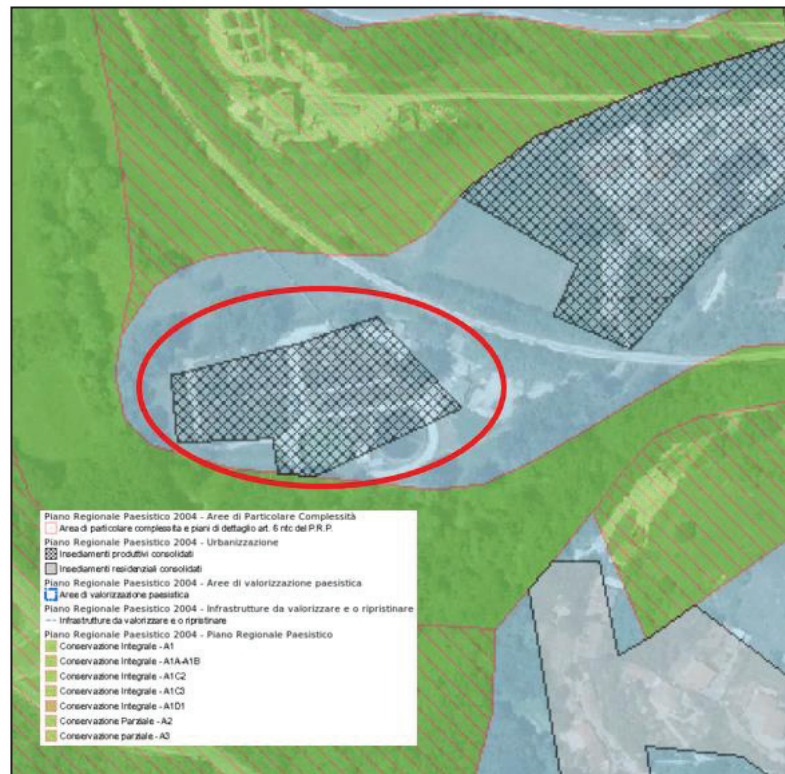 Piano Regionale Paesistico 2004 - Aree di Particolare Complessità
Area di particolare complessita e piani di dettaglio art. 6 ntc del P.R.P.
Piano Regionale Paesistico 2004 - Urbanizzazione
Insediamenti produttivi consolidati
Insediamenti residenziali consolidati
Piano Regionale Paesistico 2004 - Aree di valorizzazione paesistica
Aree di valorizzazione paesistica
Piano Regionale Paesistico 2004 - Infrastrutture da valorizzare e o ripristinare
Infrastrutture da valorizzare e o ripristinare
Piano Regionale Paesistico 2004 - Piano Regionale Paesistico
Conservazione Integrale - A1
Conservazione Integrale - A1A-A1B
Conservazione Integrale - A1C2
Conservazione Integrale - A1C3
Conservazione Integrale - A1D1
Conservazione Parziale - A2
Conservazione parziale - A3